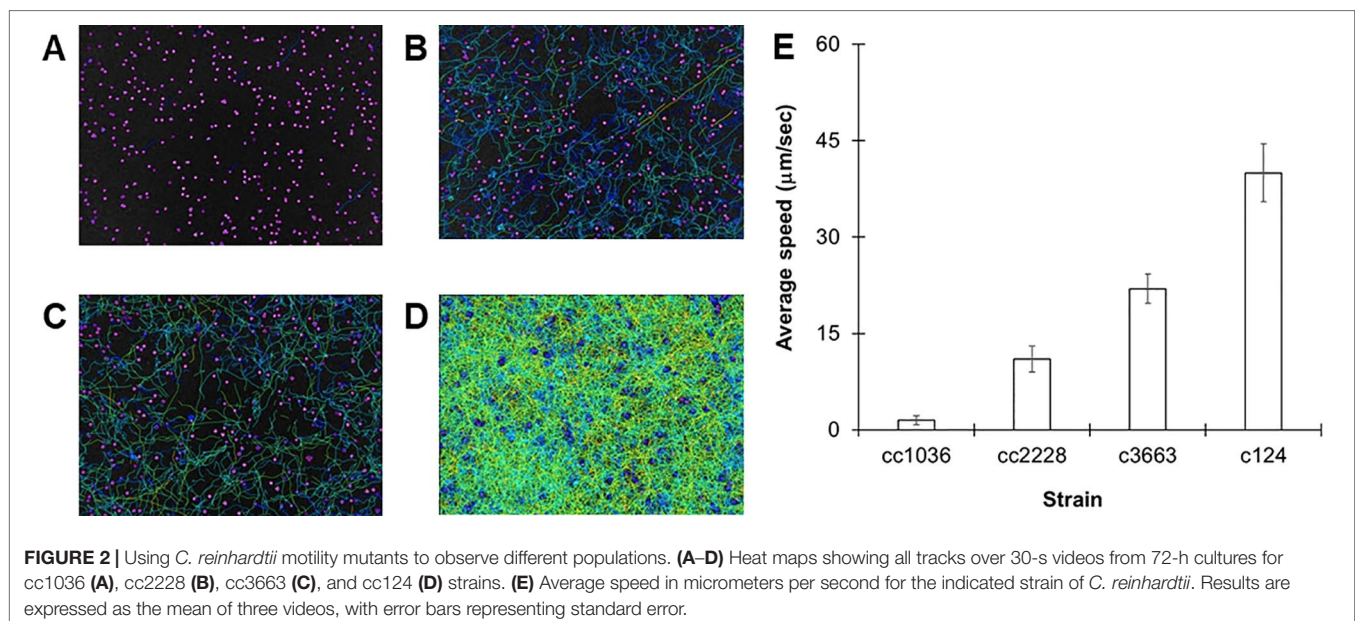 A
B
C
D
E
60
45
30
15
0
Average speed (µm/sec)
cc1036 cc2228 c3663 c124
Strain
FIGURE 2 | Using C. reinhardtii motility mutants to observe different populations. (A–D) Heat maps showing all tracks over 30-s videos from 72-h cultures for
cc1036 (A), cc2228 (B), cc3663 (C), and cc124 (D) strains. (E) Average speed in micrometers per second for the indicated strain of C. reinhardtii. Results are
expressed as the mean of three videos, with error bars representing standard error.